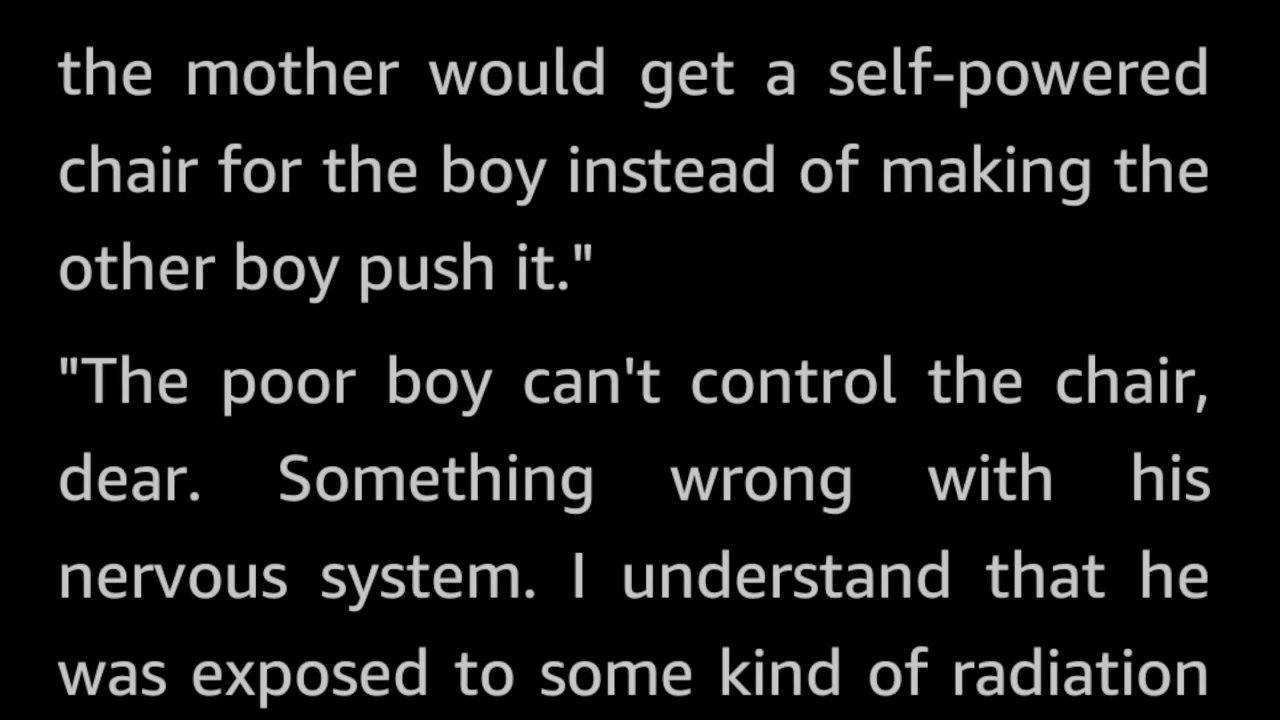 the mother would get a self-powered
chair for the boy instead of making the
other boy push it."
"The poor boy can't control the chair,
dear. Something wrong with his
nervous system. I understand that he
was exposed to some kind of radiation